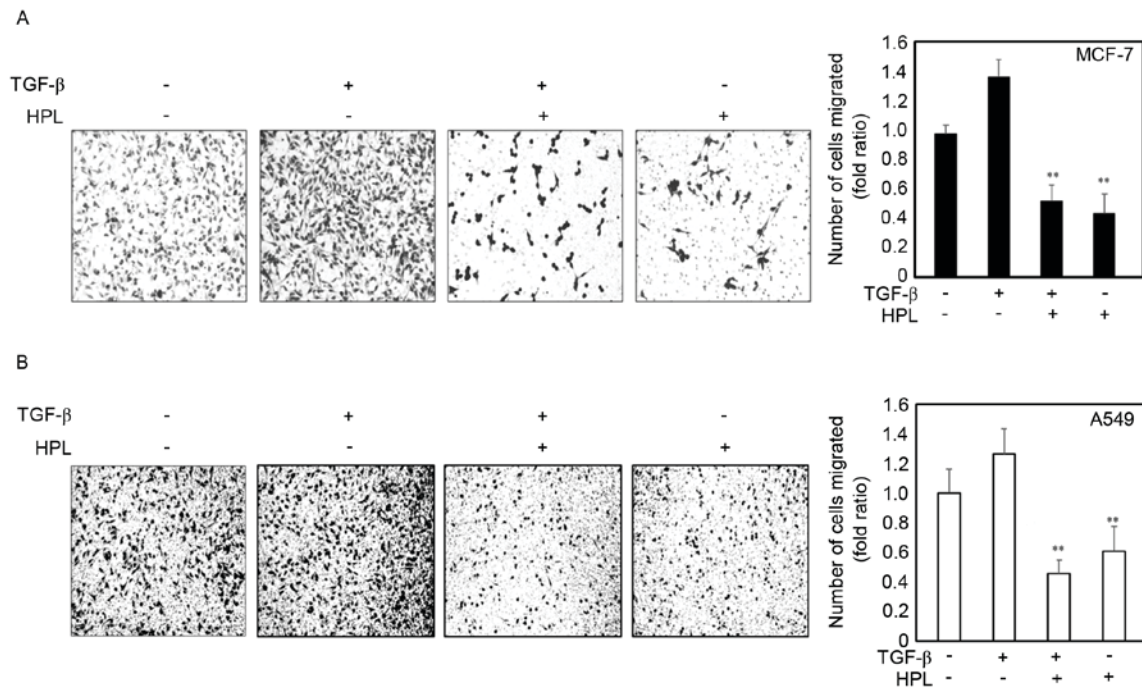 A
TGF-β - + + -
HPL - - + +
Number of cells migrated
(fold ratio)
1.6
1.4
1.2
1.0
0.8
0.6
0.4
0.2
0
MCF-7
** **
TGF-β - + + -
HPL - - + +
B
TGF-β - + + -
HPL - - + +
Number of cells migrated
(fold ratio)
1.6
1.4
1.2
1.0
0.8
0.6
0.4
0.2
0
A549
** **
TGF-β - + + -
HPL - - + +